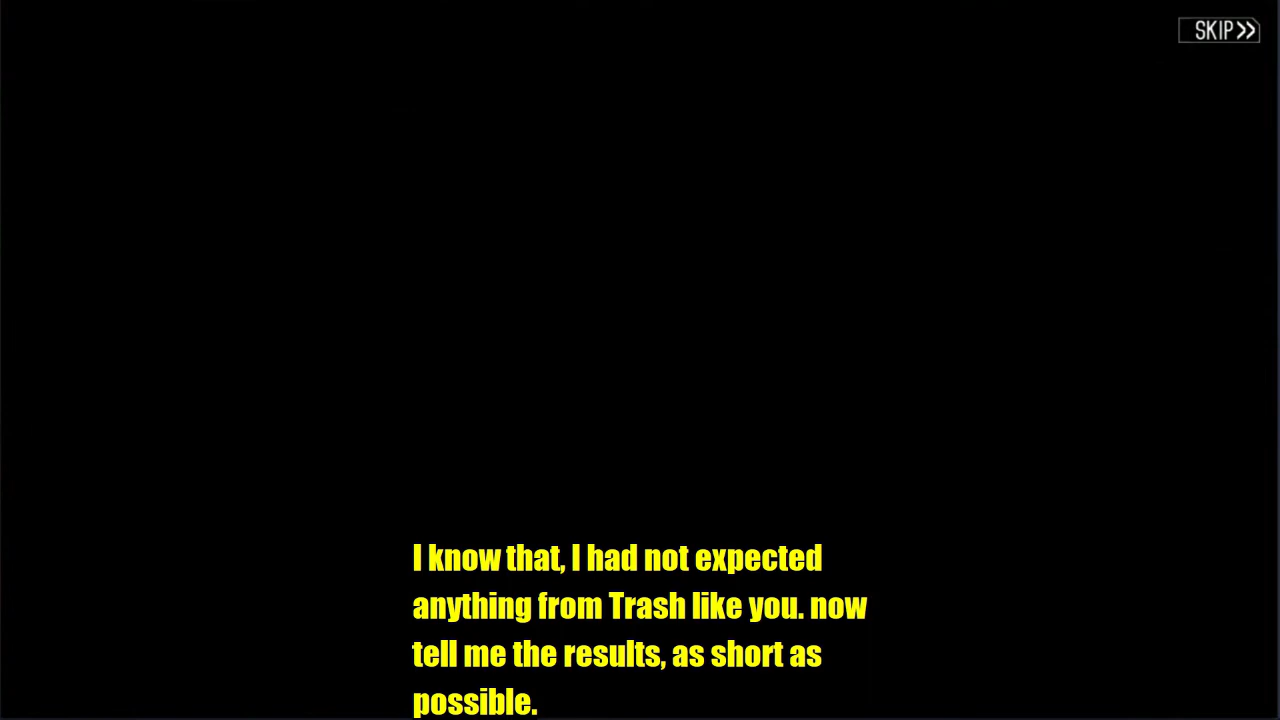 SKIP>>
I know that, I had not expected
anything from Trash like you. now
tell me the results, as short as
possible.